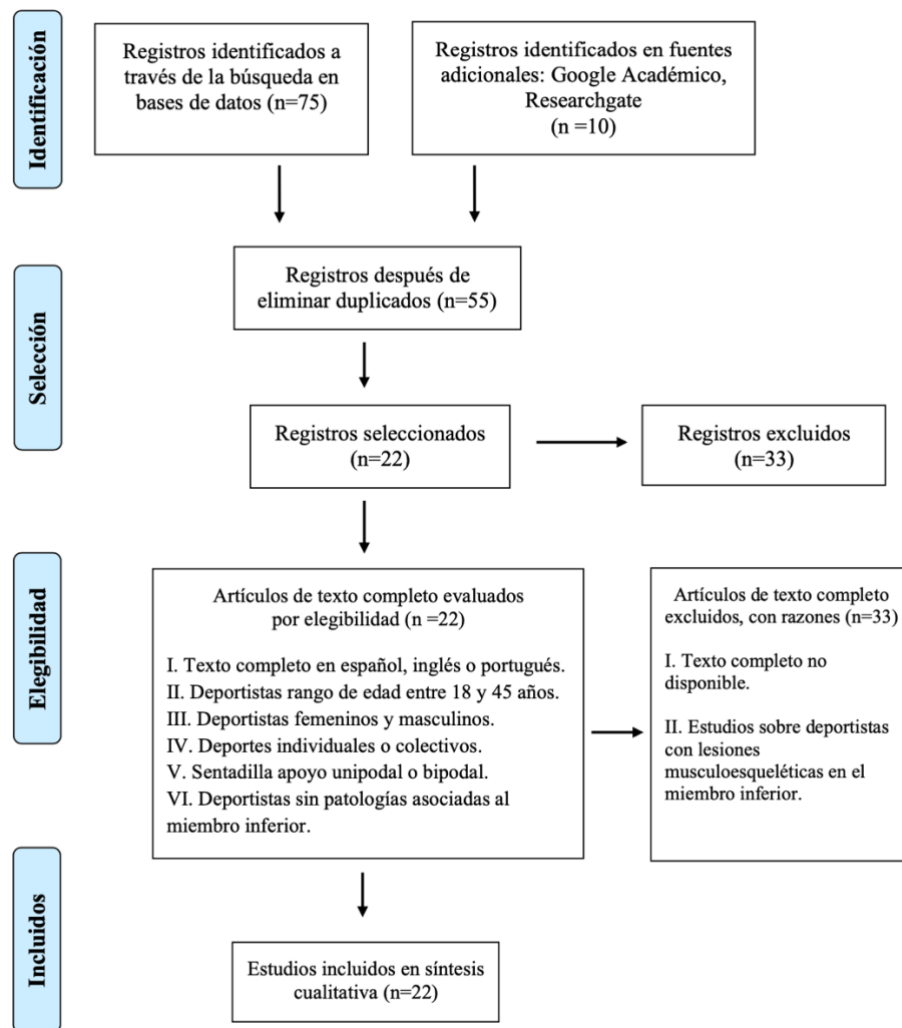 Identificación
Registros identificados a
través de la búsqueda en
bases de datos (n=75)
Registros identificados en fuentes
adicionales: Google Académico,
Researchgate
(n =10)
Selección
Registros después de
eliminar duplicados (n=55)
Registros seleccionados
(n=22)
Registros excluidos
(n=33)
Elegibilidad
Artículos de texto completo evaluados
por elegibilidad (n =22)
I. Texto completo en español, inglés o portugués.
II. Deportistas rango de edad entre 18 y 45 años.
III. Deportistas femeninos y masculinos.
IV. Deportes individuales o colectivos.
V. Sentadilla apoyo unipodal o bipodal.
VI. Deportistas sin patologías asociadas al
miembro inferior.
Artículos de texto completo
excluidos, con razones (n=33)
I. Texto completo no
disponible.
II. Estudios sobre deportistas
con lesiones
musculoesqueléticas en el
miembro inferior.
Incluidos
Estudios incluidos en síntesis
cualitativa (n=22)